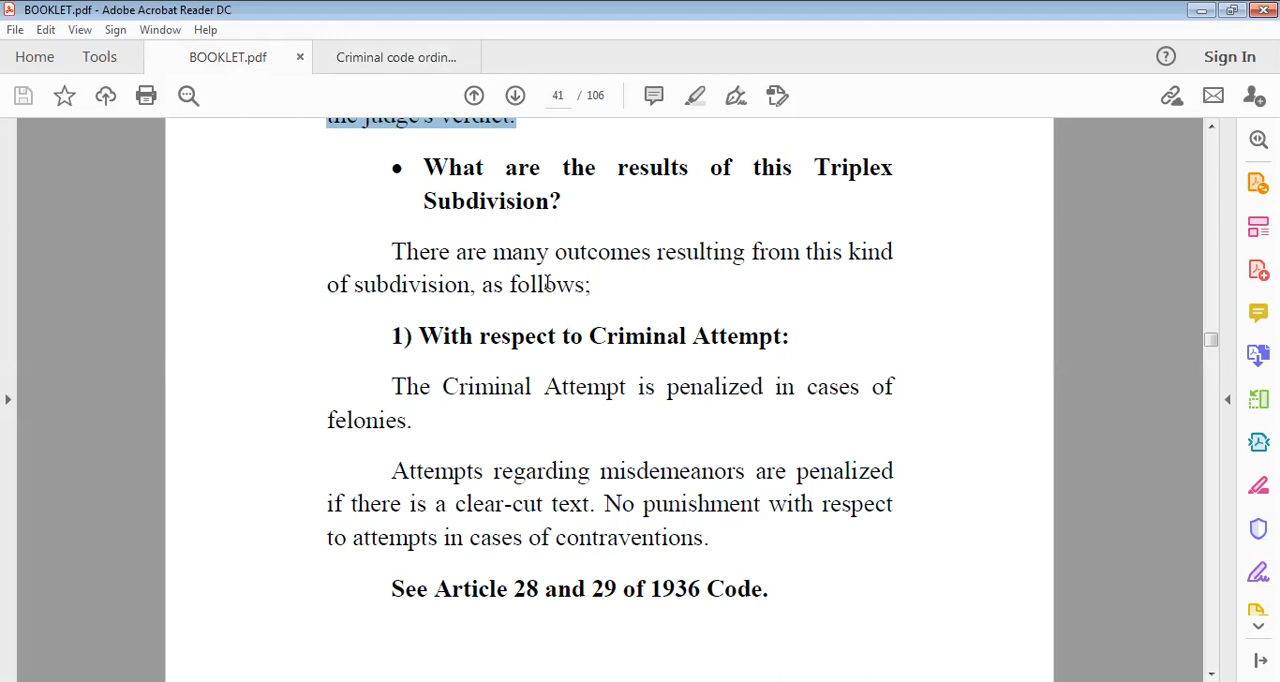 BOOKLET.pdf - Adobe Acrobat Reader DC
File Edit View Sign Window Help
Home Tools BOOKLET.pdf × Criminal code ordin... ? Sign In
41 / 106
the judge's verdict.
• What are the results of this Triplex
Subdivision?
There are many outcomes resulting from this kind
of subdivision, as follows;
1) With respect to Criminal Attempt:
The Criminal Attempt is penalized in cases of
felonies.
Attempts regarding misdemeanors are penalized
if there is a clear-cut text. No punishment with respect
to attempts in cases of contraventions.
See Article 28 and 29 of 1936 Code.